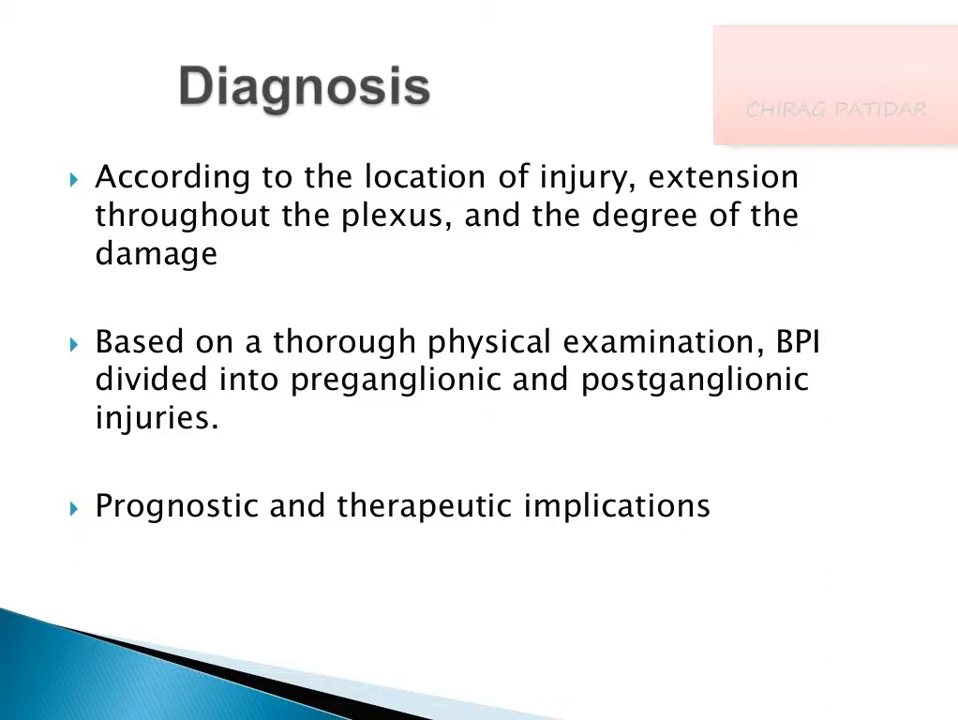 Diagnosis
CHIRAG PATIDAR
According to the location of injury, extension
throughout the plexus, and the degree of the
damage
Based on a thorough physical examination, BPI
divided into preganglionic and postganglionic
injuries.
Prognostic and therapeutic implications